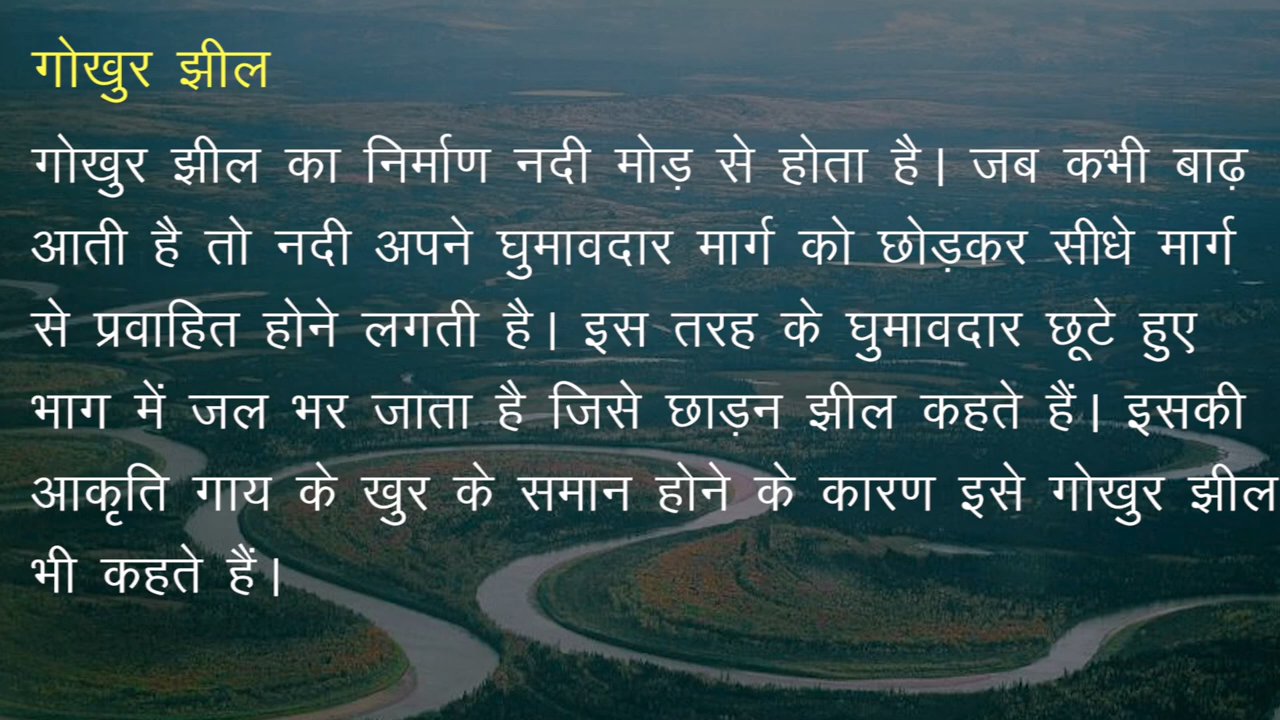 गोखुर झील
गोखुर झील का निर्माण नदी मोड़ से होता है। जब कभी बाढ़
आती है तो नदी अपने घुमावदार मार्ग को छोड़कर सीधे मार्ग
से प्रवाहित होने लगती है। इस तरह के घुमावदार छूटे हुए
भाग में जल भर जाता है जिसे छाड़न झील कहते हैं। इसकी
आकृति गाय के खुर के समान होने के कारण इसे गोखुर झील
भी कहते हैं।